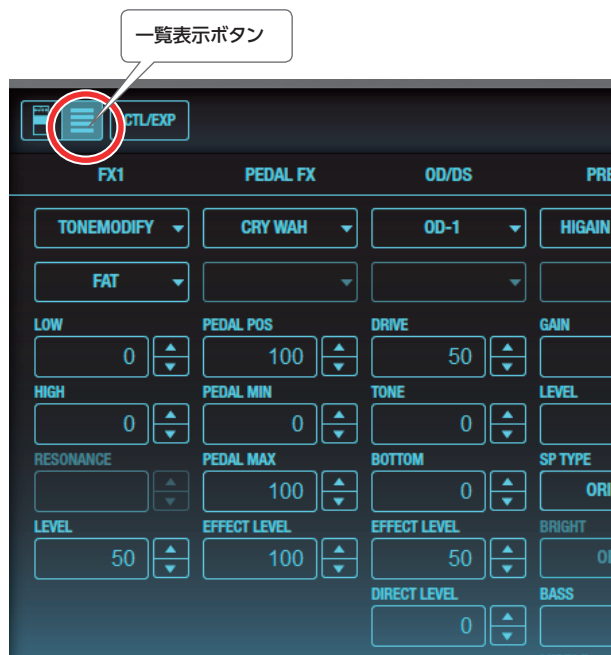 一覧表示ボタン
CTL/EXP
FX1 PEDAL FX OD/DS
TONEMODIFY CRY WAH OD-1 HIGAIN
FAT
LOW PEDAL POS DRIVE GAIN
0 100 50
HIGH PEDAL MIN TONE LEVEL
0 0 0
RESONANCE PEDAL MAX BOTTOM SP TYPE
100 0
LEVEL EFFECT LEVEL EFFECT LEVEL BRIGHT
50 100 50
DIRECT LEVEL BASS
0